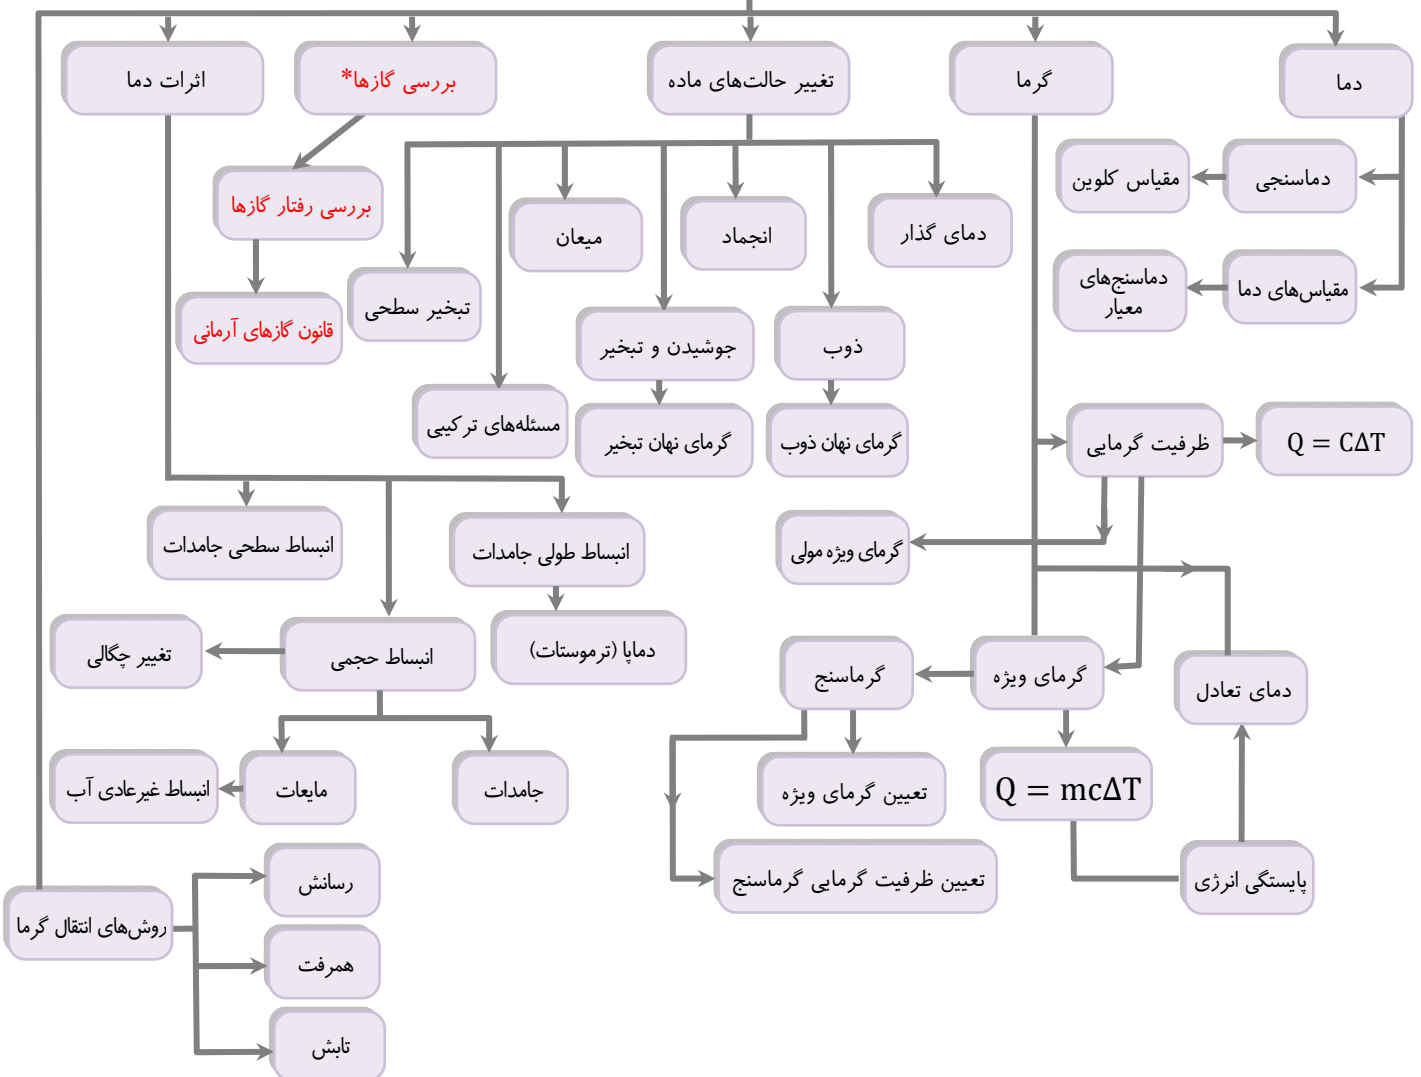 دما
گرما
تغییر حالت‌های ماده
بررسی گازها*
اثرات دما
دماسنجی
مقیاس کلوین
بررسی رفتار گازها
دمای گذار
انجماد
میعان
مقیاس‌های دما
دماسنج‌های
معیار
تبخیر سطحی
قانون گازهای آرمانی
ذوب
جوشیدن و تبخیر
مسئله‌های ترکیبی
گرمای نهان ذوب
گرمای نهان تبخیر
ظرفیت گرمایی
Q = CΔT
گرمای ویژه مولی
انبساط طولی جامدات
انبساط سطحی جامدات
دماپا (ترموستات)
انبساط حجمی
تغییر چگالی
دمای تعادل
گرمای ویژه
گرماسنج
Q = mcΔT
تعیین گرمای ویژه
جامدات
مایعات
انبساط غیرعادی آب
پایستگی انرژی
تعیین ظرفیت گرمایی گرماسنج
روش‌های انتقال گرما
رسانش
همرفت
تابش